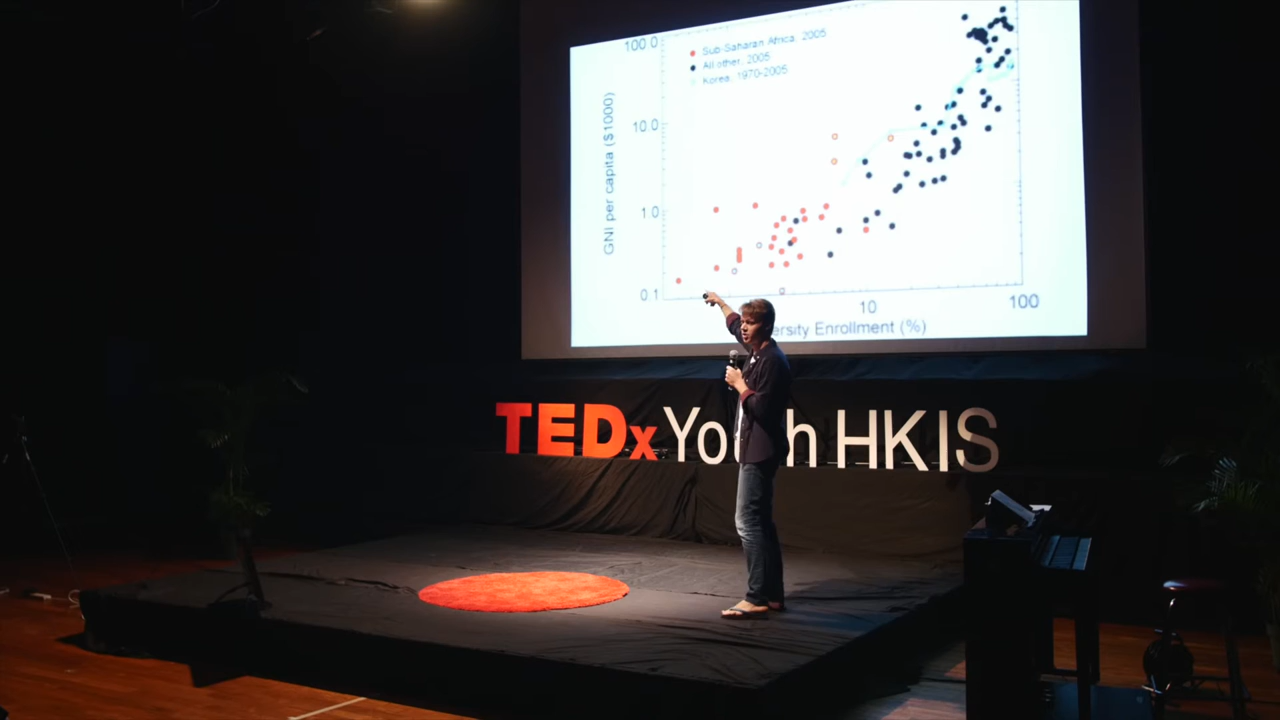 100 0
Sub-Saharan Africa, 2005
All other, 2005
Korea, 1970-2005
10.0
GNI per capita ($1000)
1 0
0 1
10
100
ersity Enrollment (%)
TEDx Youth HKIS